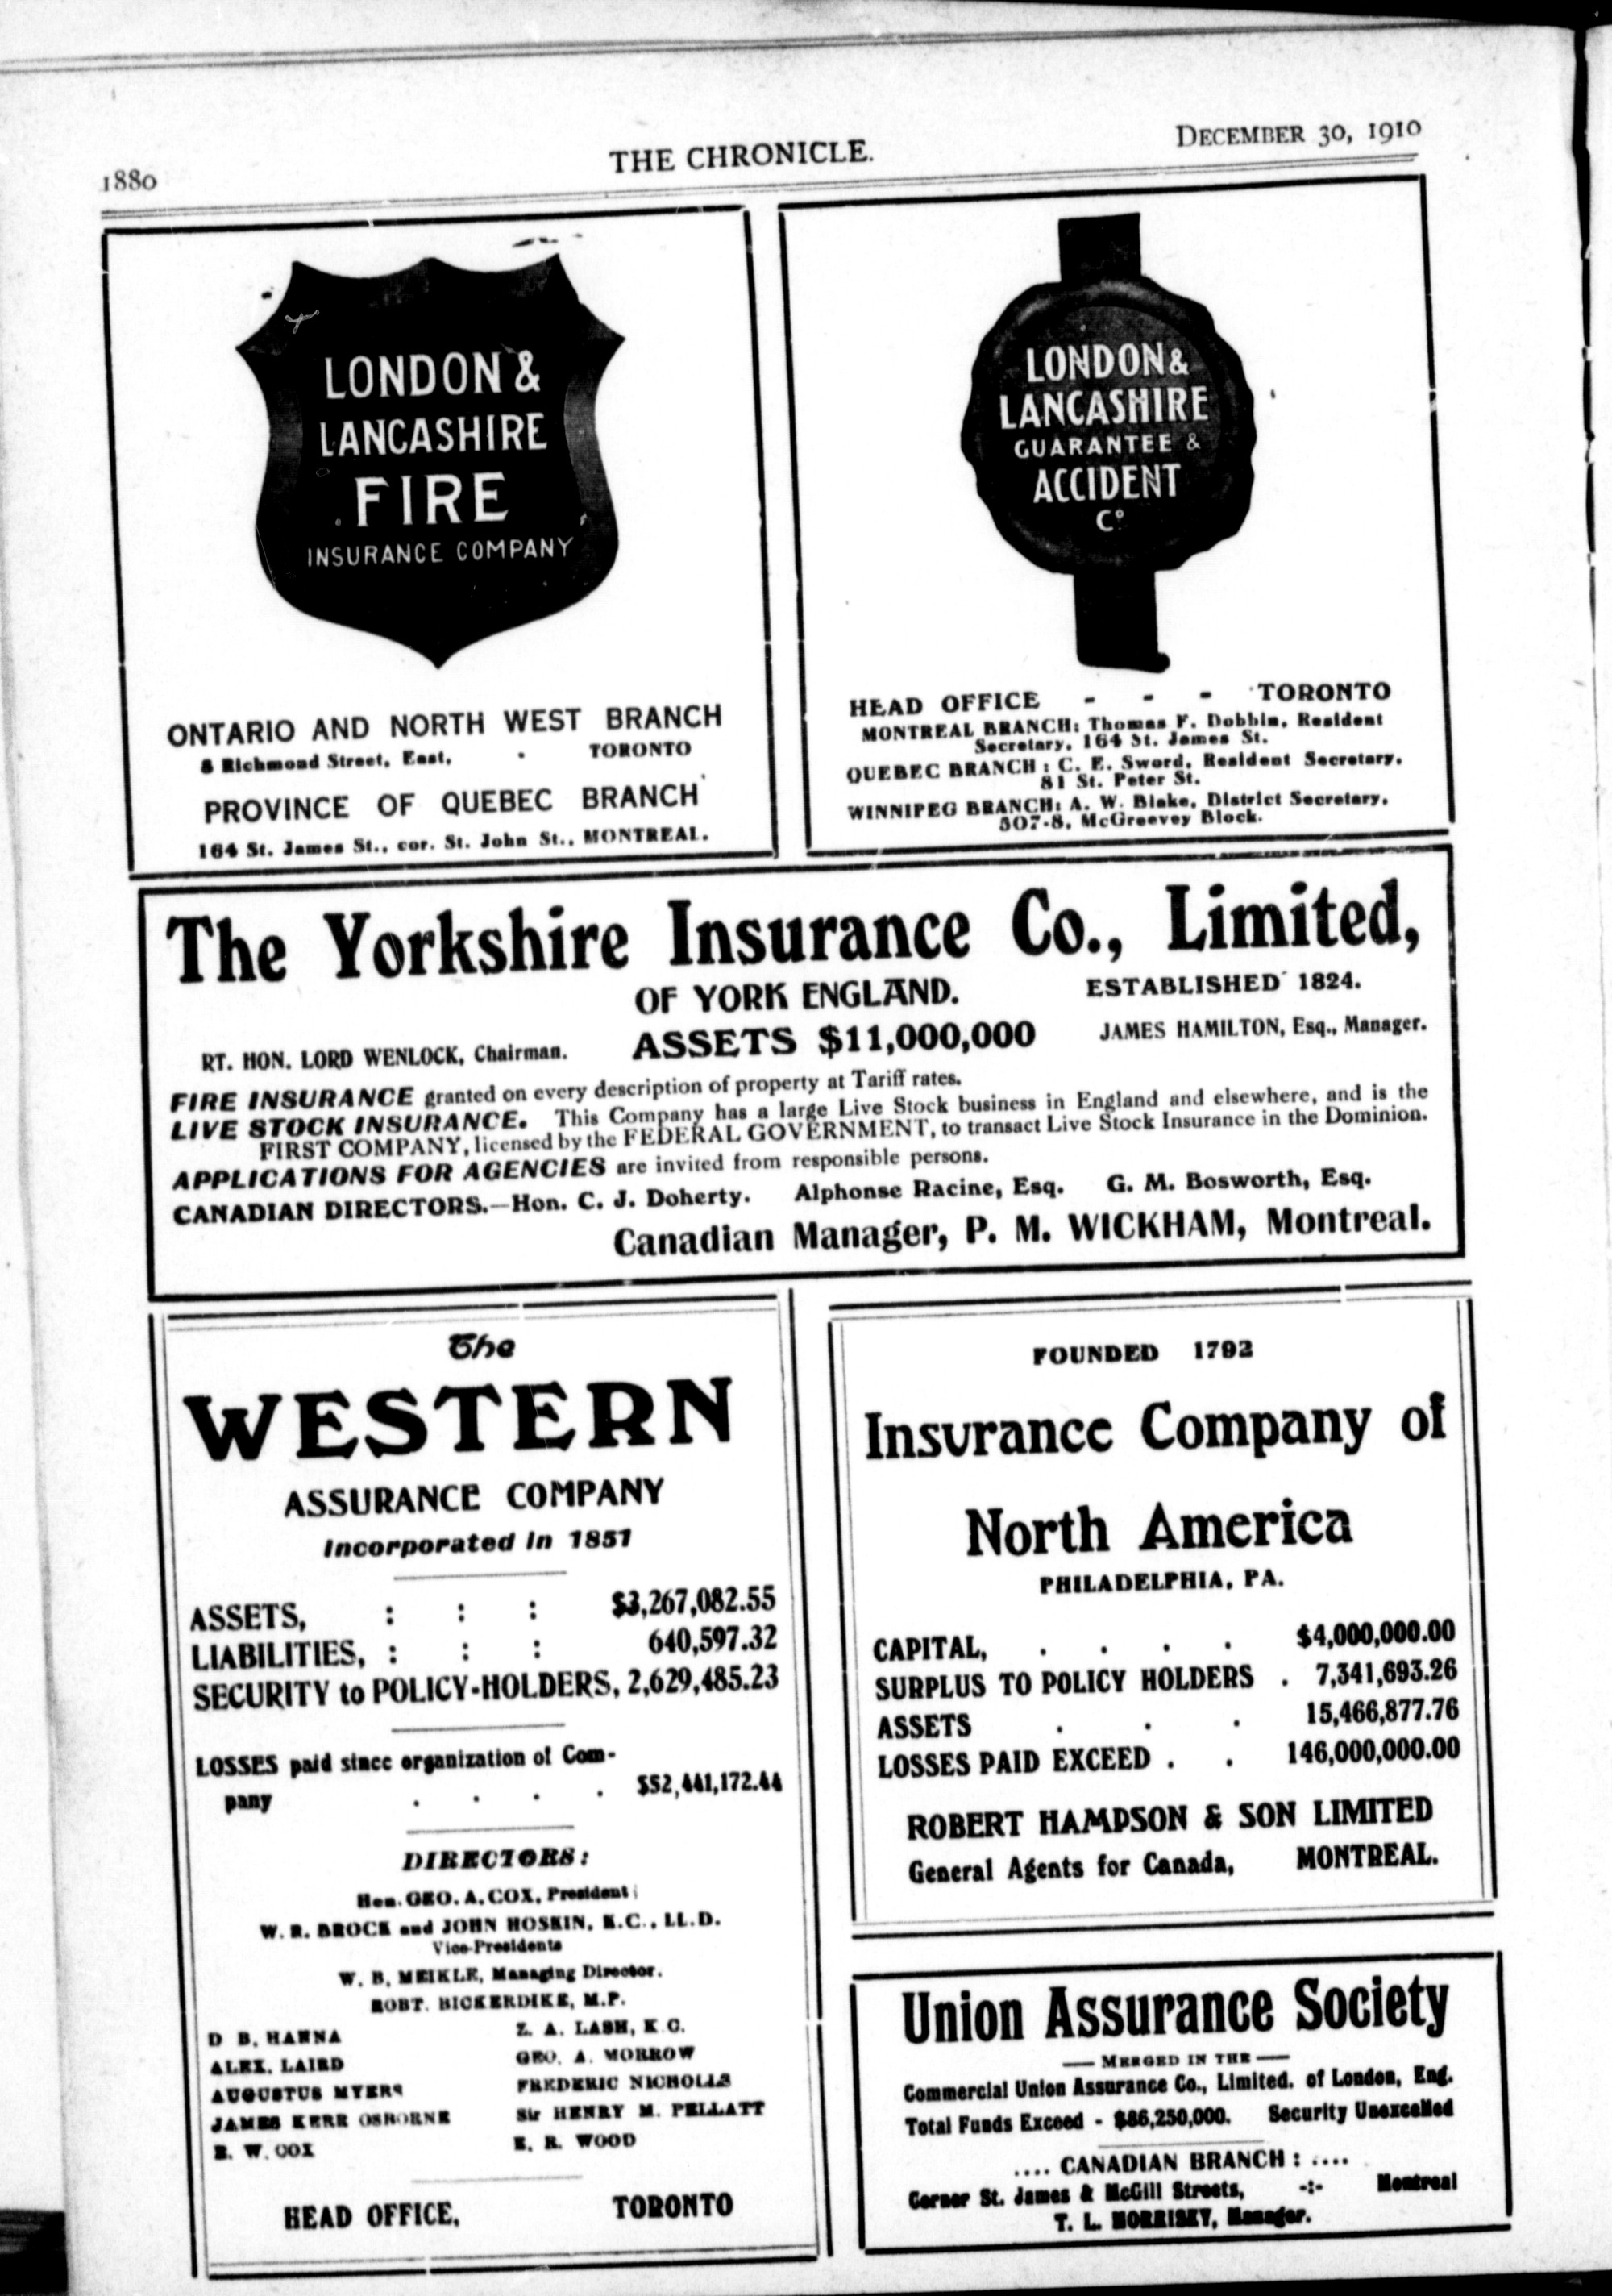 1880
THE CHRONICLE.
DECEMBER 30, 1910
LONDON &
LANCASHIRE
FIRE
INSURANCE COMPANY
ONTARIO AND NORTH WEST BRANCH
8 Richmond Street, East, . TORONTO
PROVINCE OF QUEBEC BRANCH
164 St. James St., cor. St. John St., MONTREAL.
LONDON &
LANCASHIRE
GUARANTEE &
ACCIDENT
Co
HEAD OFFICE - - - TORONTO
MONTREAL BRANCH: Thomas F. Dobbin, Resident
Secretary, 164 St. James St.
QUEBEC BRANCH: C. E. Sword, Resident Secretary,
81 St. Peter St.
WINNIPEG BRANCH: A. W. Blake, District Secretary,
507-8, McGreevey Block.
The Yorkshire Insurance Co., Limited,
OF YORK ENGLAND.
ESTABLISHED 1824.
RT. HON. LORD WENLOCK, Chairman.
ASSETS $11,000,000
JAMES HAMILTON, Esq., Manager.
FIRE INSURANCE granted on every description of property at Tariff rates.
LIVE STOCK INSURANCE. This Company has a large Live Stock business in England and elsewhere, and is the
FIRST COMPANY, licensed by the FEDERAL GOVERNMENT, to transact Live Stock Insurance in the Dominion.
APPLICATIONS FOR AGENCIES are invited from responsible persons.
CANADIAN DIRECTORS.—Hon. C. J. Doherty. Alphonse Racine, Esq. G. M. Bosworth, Esq.
Canadian Manager, P. M. WICKHAM, Montreal.
The
WESTERN
ASSURANCE COMPANY
Incorporated in 1851
ASSETS, : : : $3,267,082.55
LIABILITIES, : : : 640,597.32
SECURITY to POLICY-HOLDERS, 2,629,485.23
LOSSES paid since organization of Com-
pany . . . . $52,441,172.44
DIRECTORS:
Hon. GEO. A. COX, President
W. R. BROCK and JOHN HOSKIN, K.C., LL.D.
Vice-Presidents
W. B. MEIKLE, Managing Director.
ROBT. BICKERDIKE, M.P.
D B. HANNA
Z. A. LASH, K.C.
ALEX. LAIRD
GEO. A. MORROW
AUGUSTUS MYERS
FREDERIC NICHOLLS
JAMES KERR OSBORNE
Sir HENRY M. PELLATT
E. W. COX
E. R. WOOD
HEAD OFFICE, TORONTO
FOUNDED 1792
Insurance Company of
North America
PHILADELPHIA, PA.
CAPITAL, . . . . $4,000,000.00
SURPLUS TO POLICY HOLDERS . 7,341,693.26
ASSETS . . . 15,466,877.76
LOSSES PAID EXCEED . . 146,000,000.00
ROBERT HAMPSON & SON LIMITED
General Agents for Canada, MONTREAL.
Union Assurance Society
— MERGED IN THE —
Commercial Union Assurance Co., Limited. of London, Eng.
Total Funds Exceed - $86,250,000. Security Unexcelled
.... CANADIAN BRANCH: ....
Corner St. James & McGill Streets, -:- Montreal
T. L. MORRISEY, Manager.